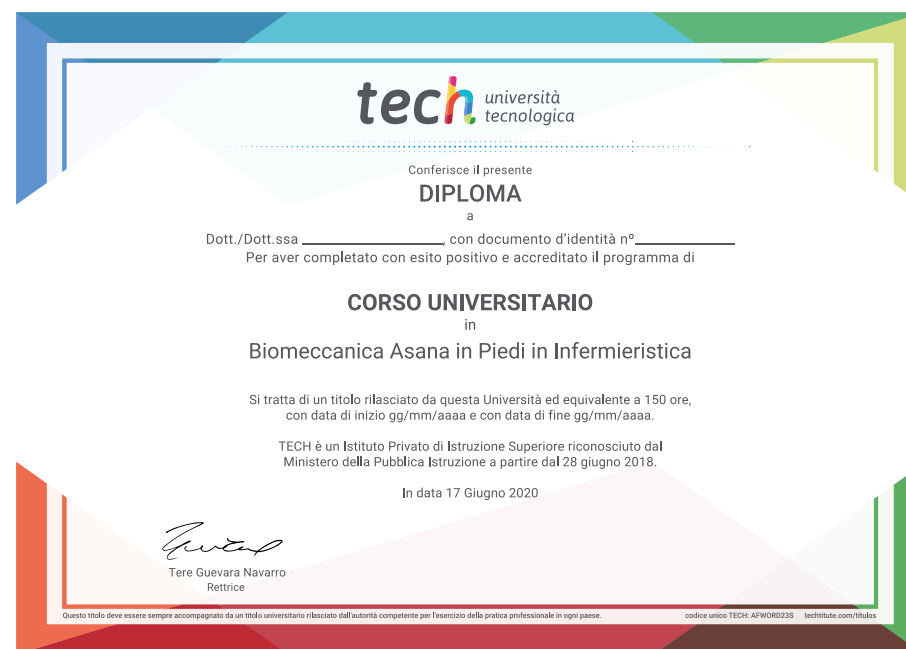 tech università
tecnologica
Conferisce il presente
DIPLOMA
a
Dott./Dott.ssa ____________________, con documento d'identità nº______________
Per aver completato con esito positivo e accreditato il programma di
CORSO UNIVERSITARIO
in
Biomeccanica Asana in Piedi in Infermieristica
Si tratta di un titolo rilasciato da questa Università ed equivalente a 150 ore,
con data di inizio gg/mm/aaaa e con data di fine gg/mm/aaaa.
TECH è un Istituto Privato di Istruzione Superiore riconosciuto dal
Ministero della Pubblica Istruzione a partire dal 28 giugno 2018.
In data 17 Giugno 2020
Tere Guevara Navarro
Rettrice
Questo titolo deve essere sempre accompagnato da un titolo universitario rilasciato dall'autorità competente per l'esercizio della pratica professionale in ogni paese. codice unico TECH: AFWORD23S techtitute.com/titulos